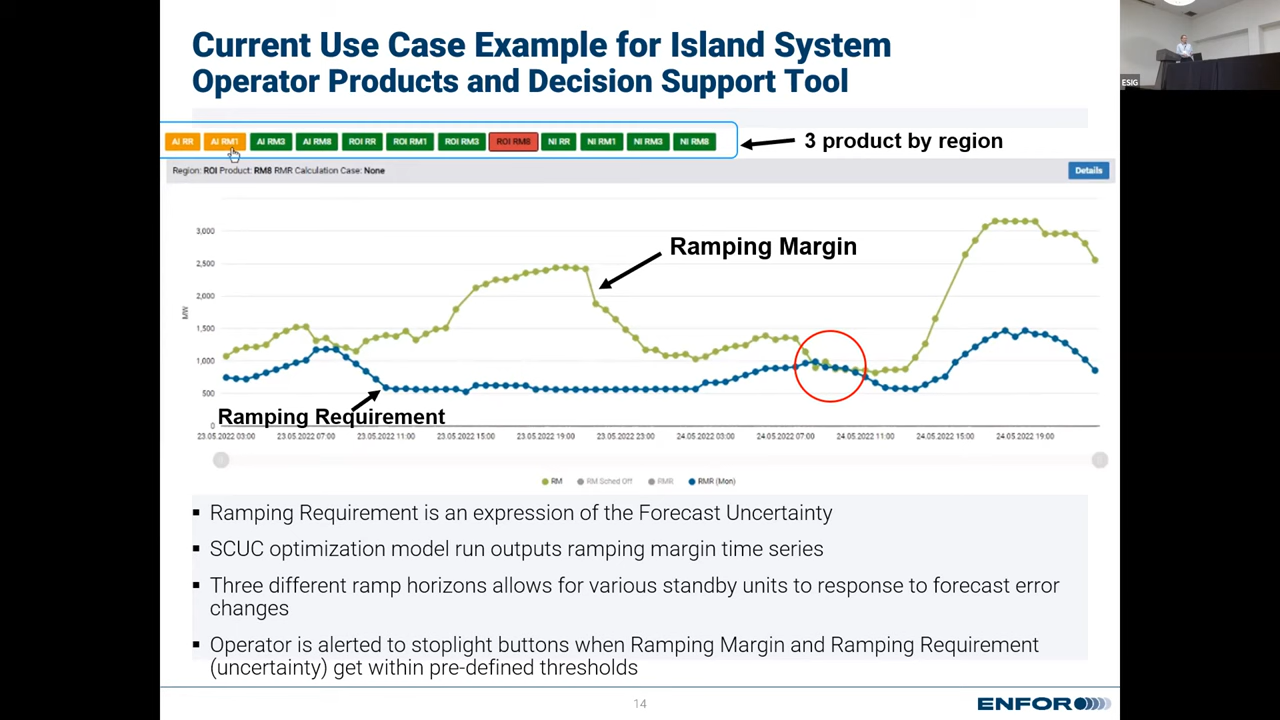 Current Use Case Example for Island System
Operator Products and Decision Support Tool
ESIG
AI RR AI RM1 AI RM3 AI RM8 ROI RR ROI RM1 ROI RM3 ROI RM8 NI RR NI RM1 NI RM3 NI RM8
3 product by region
Region: ROI Product: RM8 RMR Calculation Case: None
Details
Ramping Margin
3,000
2,500
2,000
MW
1,500
1,000
500
0
Ramping Requirement
23.05.2022 03:00 23.05.2022 07:00 23.05.2022 11:00 23.05.2022 15:00 23.05.2022 19:00 23.05.2022 23:00 24.05.2022 03:00 24.05.2022 07:00 24.05.2022 11:00 24.05.2022 15:00 24.05.2022 19:00
RM RM Sched Off RMR RMR (Mon)
▪ Ramping Requirement is an expression of the Forecast Uncertainty
▪ SCUC optimization model run outputs ramping margin time series
▪ Three different ramp horizons allows for various standby units to response to forecast error
changes
▪ Operator is alerted to stoplight buttons when Ramping Margin and Ramping Requirement
(uncertainty) get within pre-defined thresholds
14
ENFOR